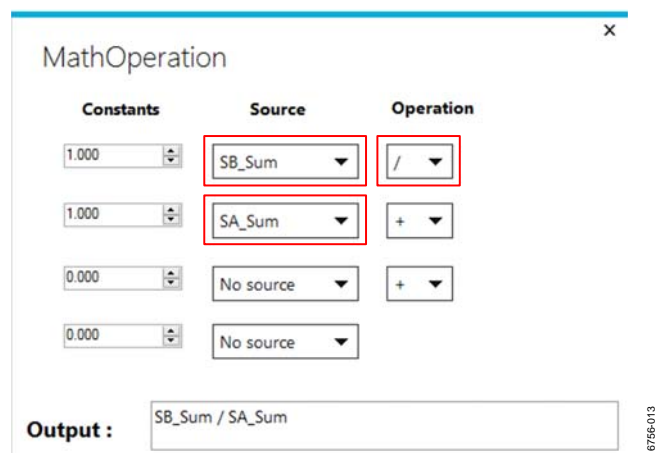 ×
MathOperation
Constants Source Operation
1.000 SB_Sum /
1.000 SA_Sum +
0.000 No source +
0.000 No source
Output : SB_Sum / SA_Sum
6756-013